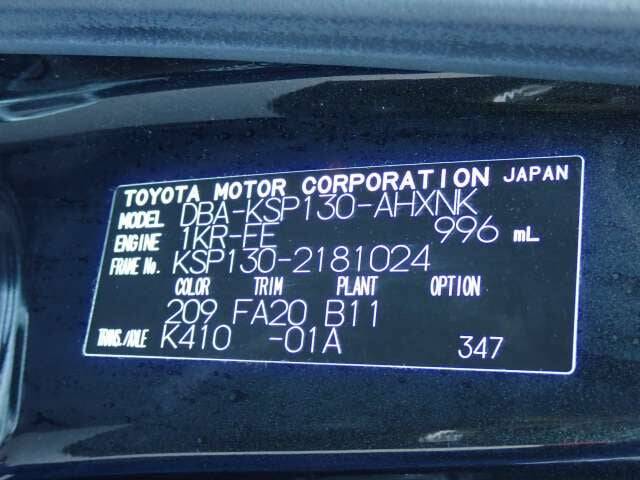 TOYOTA MOTOR CORPORATION JAPAN
MODEL DBA-KSP130-AHXNK
ENGINE 1KR-FE 996 mL
FRAME No. KSP130-2181024
COLOR TRIM PLANT OPTION
209 FA20 B11
TRANS./AXLE K410 -01A 347